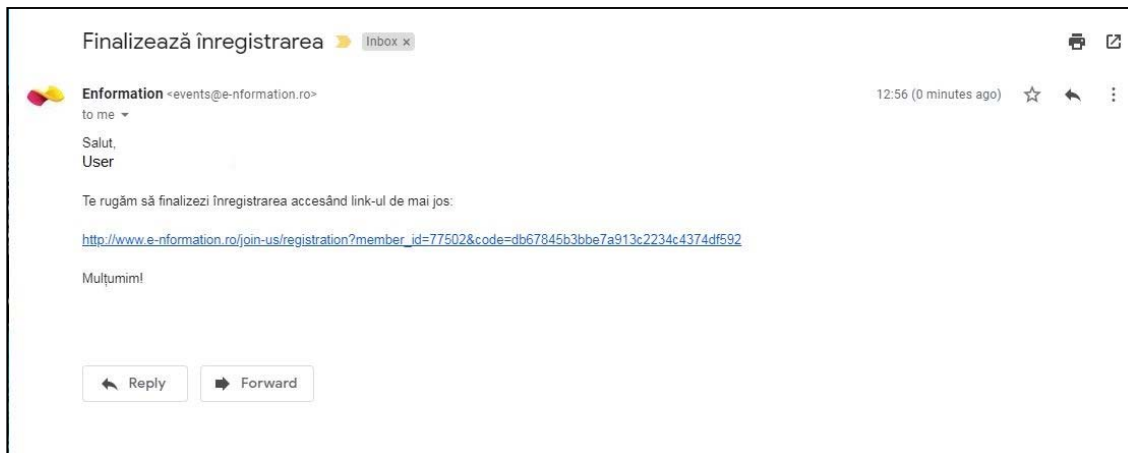 Finalizează înregistrarea Inbox x
Enformation <events@e-nformation.ro> 12:56 (0 minutes ago)
to me
Salut,
User
Te rugăm să finalizezi înregistrarea accesând link-ul de mai jos:
http://www.e-nformation.ro/join-us/registration?member_id=77502&code=db67845b3bbe7a913c2234c4374df592
Mulțumim!
Reply Forward